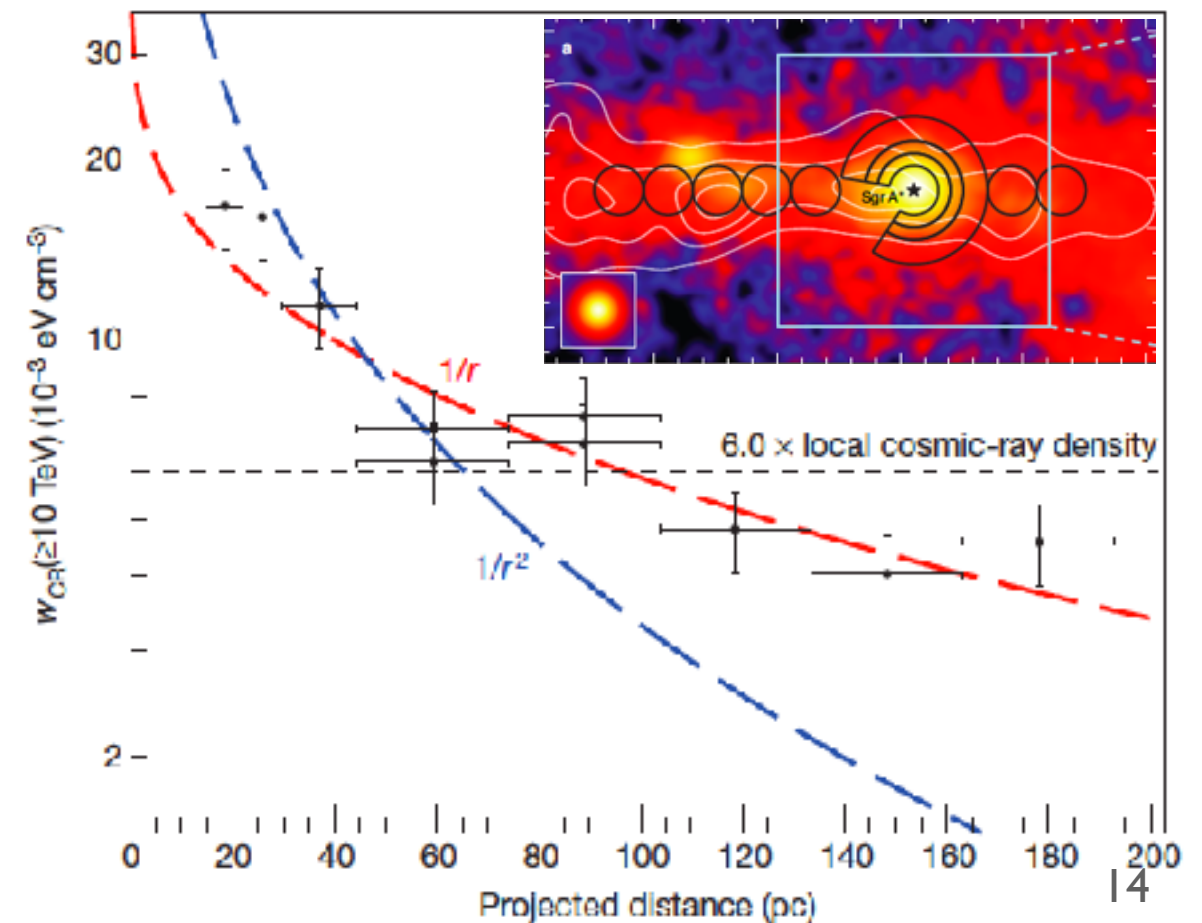 30
20
10
2
w_CR(≥10 TeV) (10⁻³ eV cm⁻³)
a
Sgr A*
1/r
6.0 × local cosmic-ray density
1/r²
0 20 40 60 80 100 120 140 160 180 200
Projected distance (pc)
14